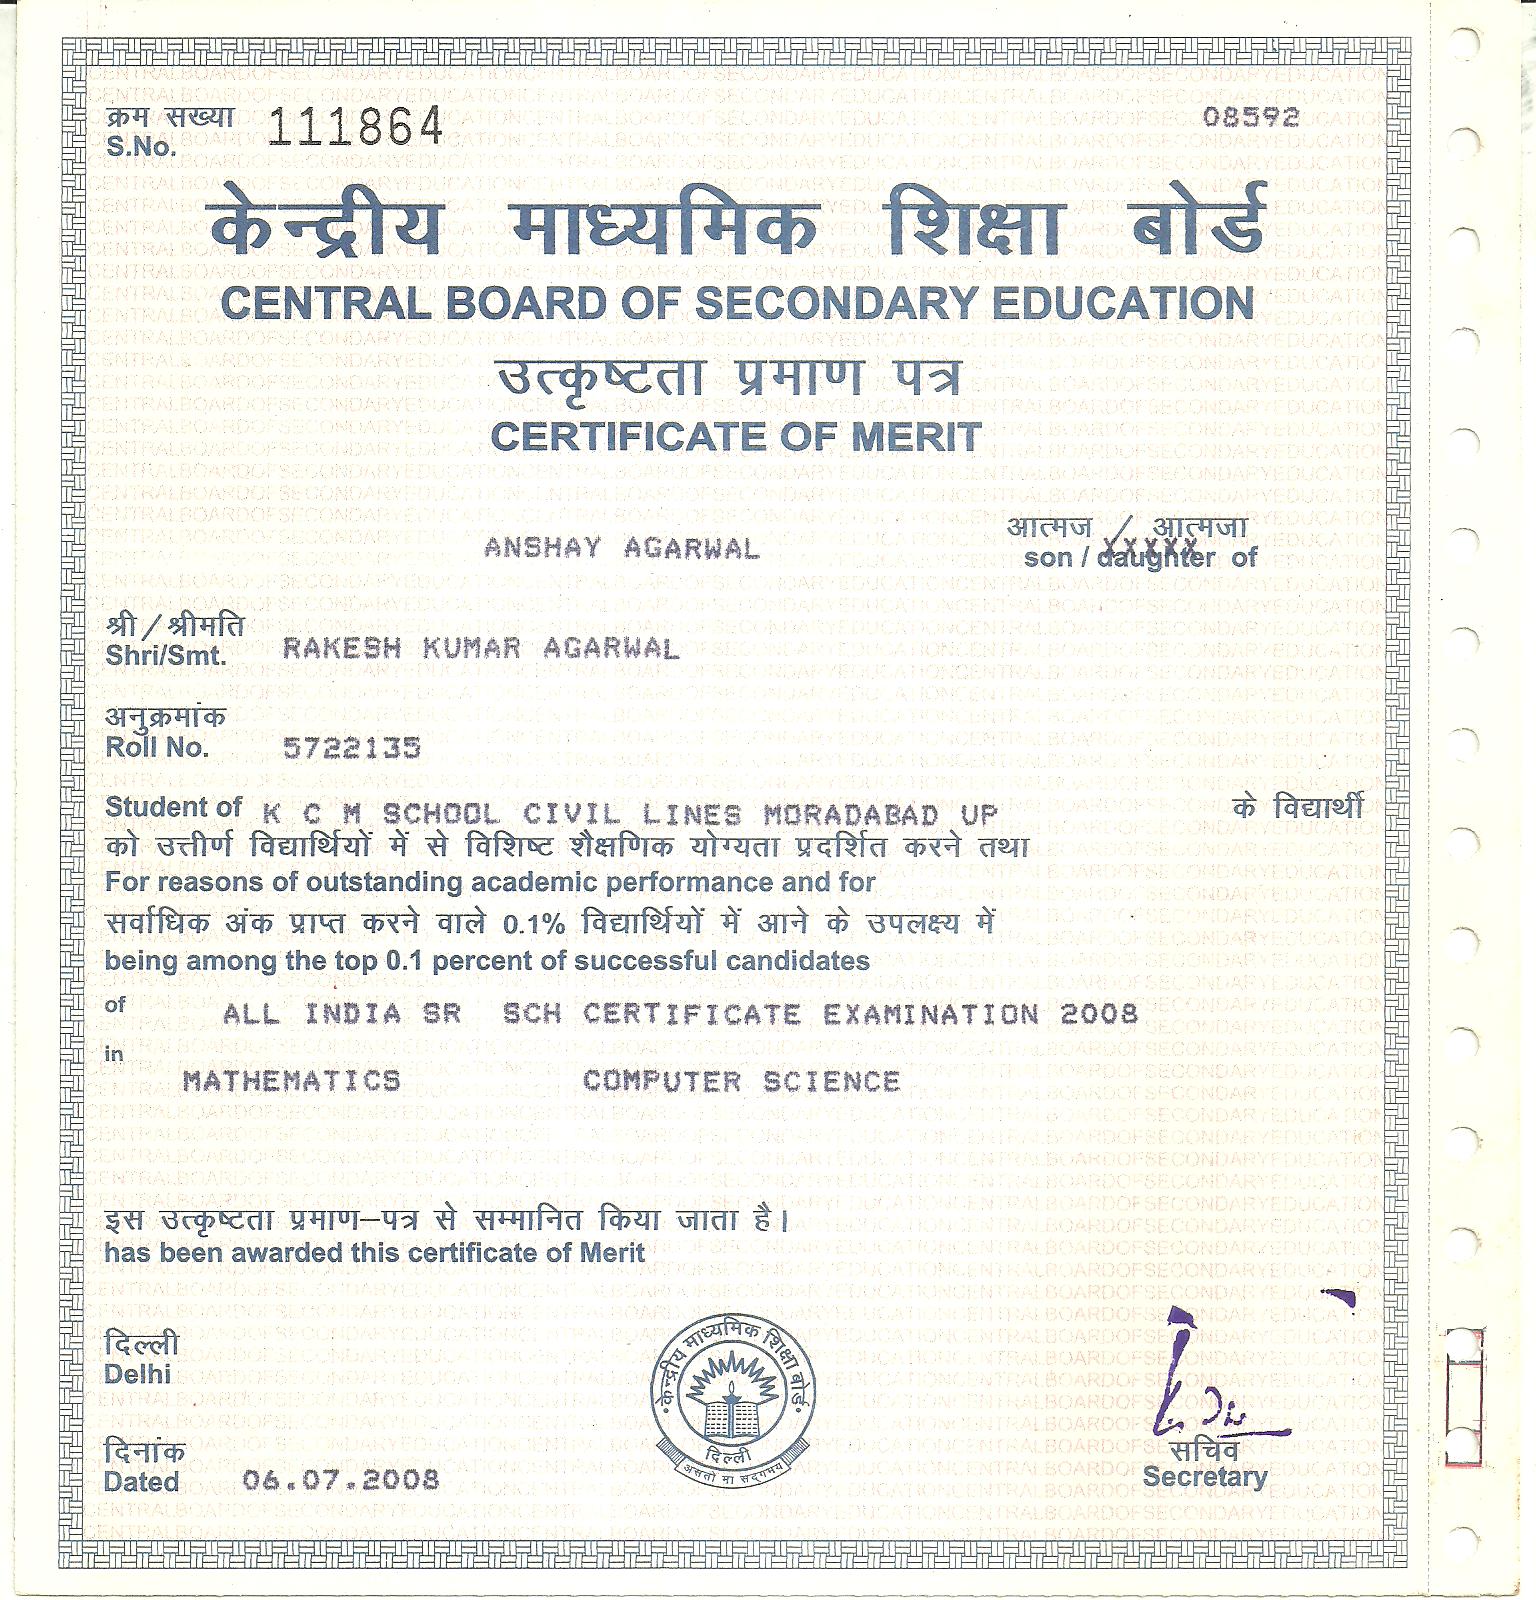 क्रम सख्या
S.No. 111864
08592
केन्द्रीय माध्यमिक शिक्षा बोर्ड
CENTRAL BOARD OF SECONDARY EDUCATION
उत्कृष्टता प्रमाण पत्र
CERTIFICATE OF MERIT
आत्मज / आत्मजा
ANSHAY AGARWAL son / daughter of
XXXXX
श्री / श्रीमति
Shri/Smt. RAKESH KUMAR AGARWAL
अनुक्रमांक
Roll No. 5722135
Student of K C M SCHOOL CIVIL LINES MORADABAD UP के विद्यार्थी
को उत्तीर्ण विद्यार्थियों में से विशिष्ट शैक्षणिक योग्यता प्रदर्शित करने तथा
For reasons of outstanding academic performance and for
सर्वाधिक अंक प्राप्त करने वाले 0.1% विद्यार्थियों में आने के उपलक्ष्य में
being among the top 0.1 percent of successful candidates
of ALL INDIA SR SCH CERTIFICATE EXAMINATION 2008
in
MATHEMATICS COMPUTER SCIENCE
इस उत्कृष्टता प्रमाण–पत्र से सम्मानित किया जाता है।
has been awarded this certificate of Merit
दिल्ली
Delhi
केन्द्रीय माध्यमिक शिक्षा बोर्ड
दिल्ली
असतो मा सद्गमय
दिनांक
Dated 06.07.2008
सचिव
Secretary